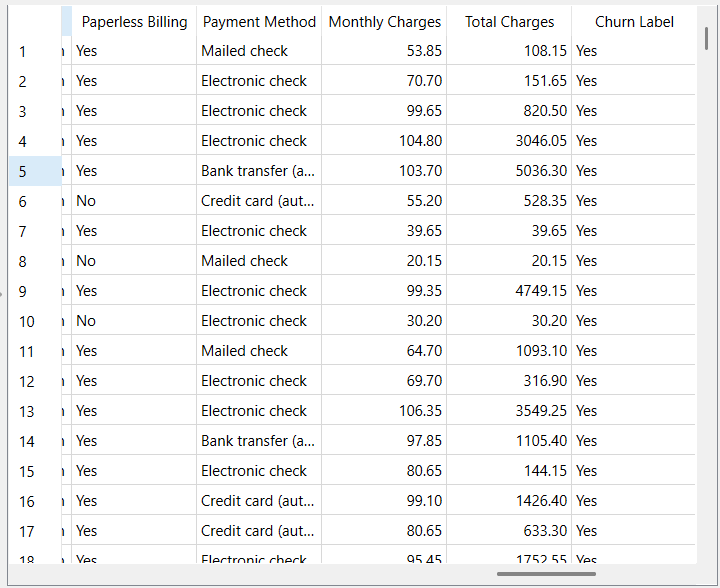 Paperless Billing Payment Method Monthly Charges Total Charges Churn Label
1 Yes Mailed check 53.85 108.15 Yes
2 Yes Electronic check 70.70 151.65 Yes
3 Yes Electronic check 99.65 820.50 Yes
4 Yes Electronic check 104.80 3046.05 Yes
5 Yes Bank transfer (a... 103.70 5036.30 Yes
6 No Credit card (aut... 55.20 528.35 Yes
7 Yes Electronic check 39.65 39.65 Yes
8 No Mailed check 20.15 20.15 Yes
9 Yes Electronic check 99.35 4749.15 Yes
10 No Electronic check 30.20 30.20 Yes
11 Yes Mailed check 64.70 1093.10 Yes
12 Yes Electronic check 69.70 316.90 Yes
13 Yes Electronic check 106.35 3549.25 Yes
14 Yes Bank transfer (a... 97.85 1105.40 Yes
15 Yes Electronic check 80.65 144.15 Yes
16 Yes Credit card (aut... 99.10 1426.40 Yes
17 Yes Credit card (aut... 80.65 633.30 Yes
18 Yes Electronic check 95.45 1752.55 Yes